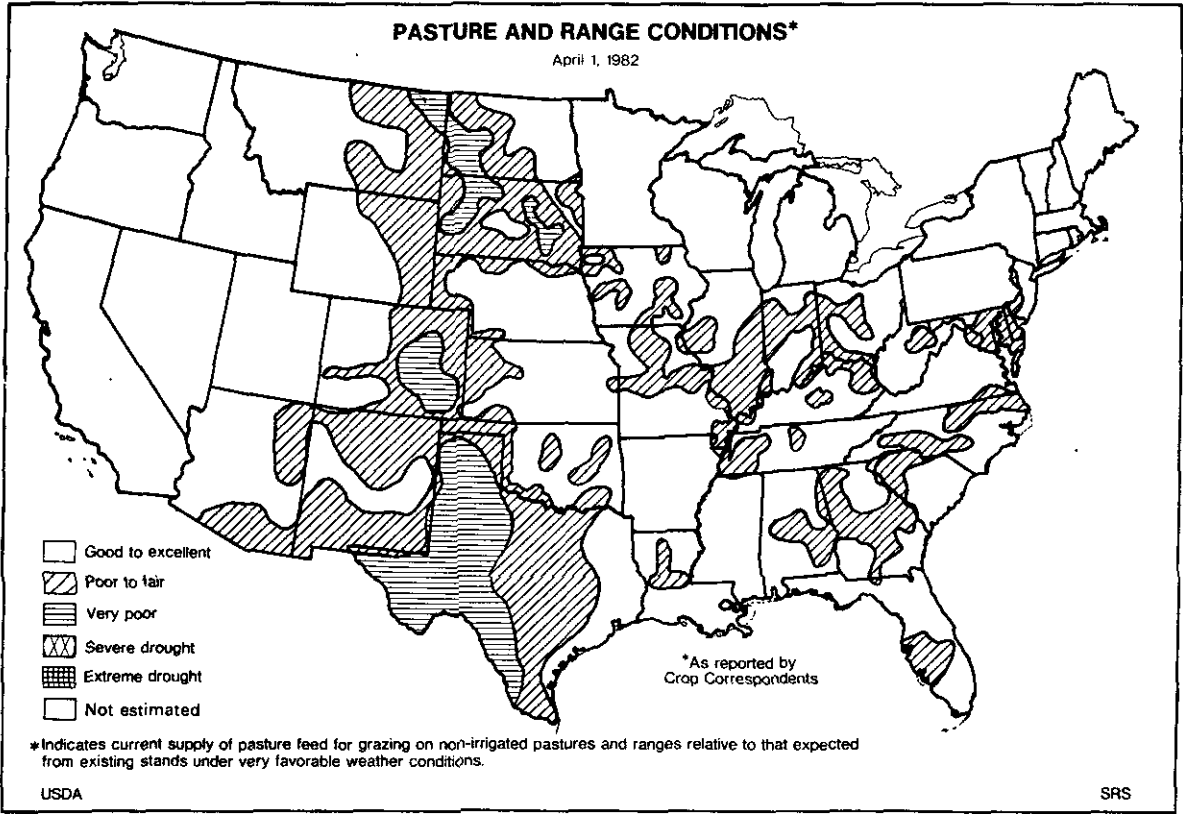 PASTURE AND RANGE CONDITIONS*
April 1, 1982
Good to excellent
Poor to fair
Very poor
Severe drought
Extreme drought
Not estimated
*As reported by
Crop Correspondents
*Indicates current supply of pasture feed for grazing on non-irrigated pastures and ranges relative to that expected
from existing stands under very favorable weather conditions.
USDA
SRS